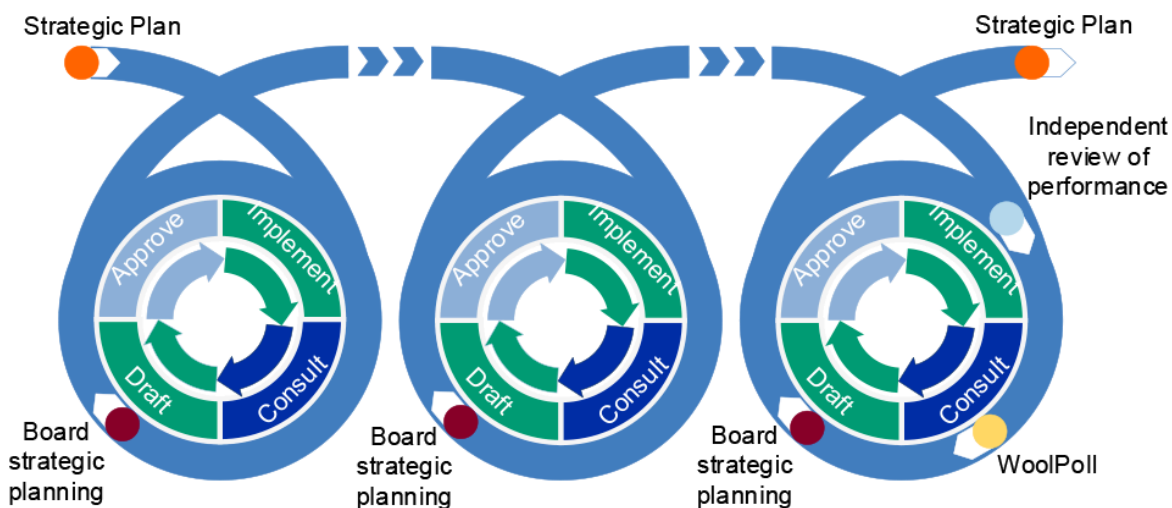 Strategic Plan
Strategic Plan
Independent
review of
performance
Approve
Implement
Draft
Consult
Board
strategic
planning
Approve
Implement
Draft
Consult
Board
strategic
planning
Approve
Implement
Draft
Consult
Board
strategic
planning
WoolPoll